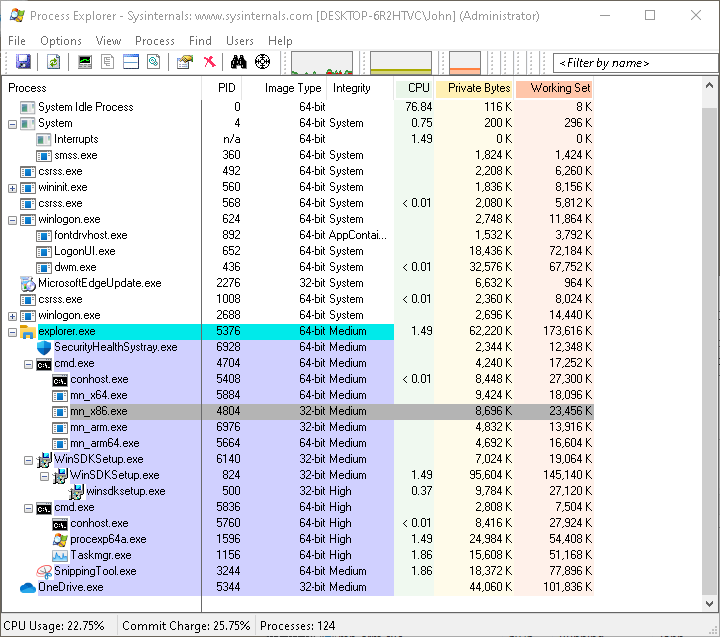 Process Explorer - Sysinternals: www.sysinternals.com [DESKTOP-6R2HTVC\John] (Administrator)
File Options View Process Find Users Help
<Filter by name>
Process PID Image Type Integrity CPU Private Bytes Working Set
System Idle Process 0 64-bit 76.84 116 K 8 K
System 4 64-bit System 0.75 200 K 296 K
Interrupts n/a 64-bit 1.49 0 K 0 K
smss.exe 360 64-bit System 1,824 K 1,424 K
csrss.exe 492 64-bit System 2,208 K 6,260 K
wininit.exe 560 64-bit System 1,836 K 8,156 K
csrss.exe 568 64-bit System < 0.01 2,080 K 5,812 K
winlogon.exe 624 64-bit System 2,748 K 11,864 K
fontdrvhost.exe 892 64-bit AppContai... 1,532 K 3,792 K
LogonUI.exe 652 64-bit System 18,436 K 72,184 K
dwm.exe 436 64-bit System < 0.01 32,576 K 67,752 K
MicrosoftEdgeUpdate.exe 2276 32-bit System 6,632 K 964 K
csrss.exe 1008 64-bit System < 0.01 2,360 K 8,024 K
winlogon.exe 2688 64-bit System 2,696 K 14,440 K
explorer.exe 5376 64-bit Medium 1.49 62,220 K 173,616 K
SecurityHealthSystray.exe 6928 64-bit Medium 2,344 K 12,348 K
cmd.exe 4704 64-bit Medium 4,240 K 17,252 K
conhost.exe 5408 64-bit Medium < 0.01 8,448 K 27,300 K
mn_x64.exe 5884 64-bit Medium 9,424 K 18,096 K
mn_x86.exe 4804 32-bit Medium 8,696 K 23,456 K
mn_arm.exe 6976 32-bit Medium 4,832 K 13,916 K
mn_arm64.exe 5664 64-bit Medium 4,692 K 16,604 K
WinSDKSetup.exe 6140 32-bit Medium 7,024 K 19,064 K
WinSDKSetup.exe 824 32-bit Medium 1.49 95,604 K 145,140 K
winsdksetup.exe 500 32-bit High 0.37 9,784 K 27,120 K
cmd.exe 5836 64-bit High 2,808 K 7,504 K
conhost.exe 5760 64-bit High < 0.01 8,416 K 27,924 K
procexp64a.exe 1596 64-bit High 1.49 24,984 K 54,408 K
Taskmgr.exe 1156 64-bit High 1.86 15,608 K 51,168 K
SnippingTool.exe 3244 64-bit Medium 1.86 18,372 K 77,896 K
OneDrive.exe 5344 32-bit Medium 44,060 K 101,836 K
CPU Usage: 22.75% Commit Charge: 25.75% Processes: 124